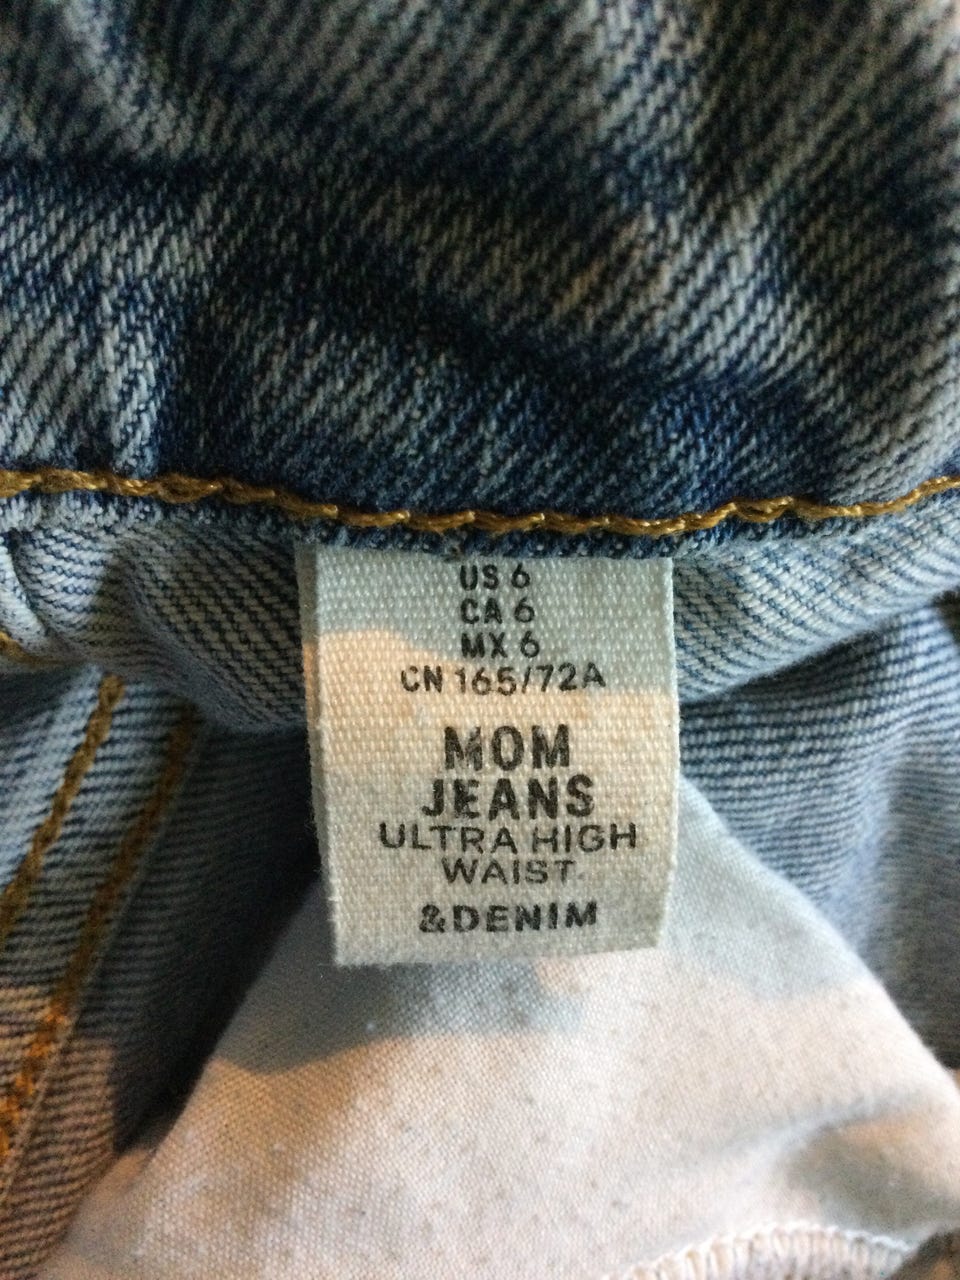 US 6
CA 6
MX 6
CN 165/72A
MOM
JEANS
ULTRA HIGH
WAIST
&DENIM